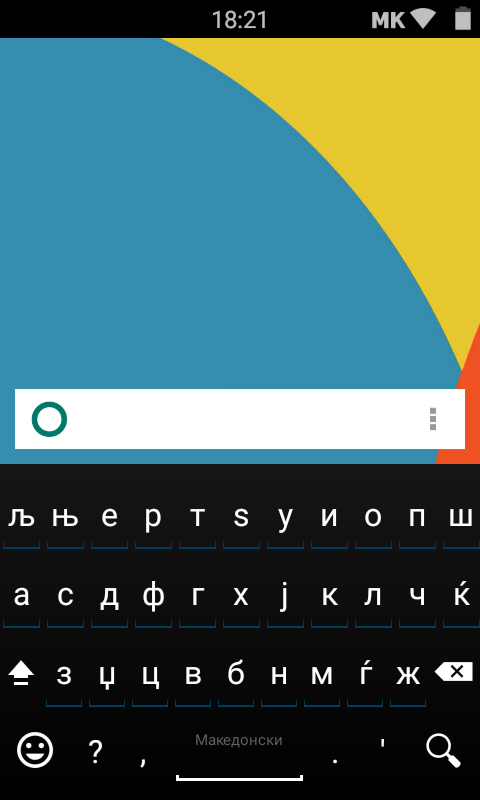 18:21 MK
љ њ е р т ѕ у и о п ш
а с д ф г х ј к л ч ќ
з џ ц в б н м ѓ ж
? , Македонски . '